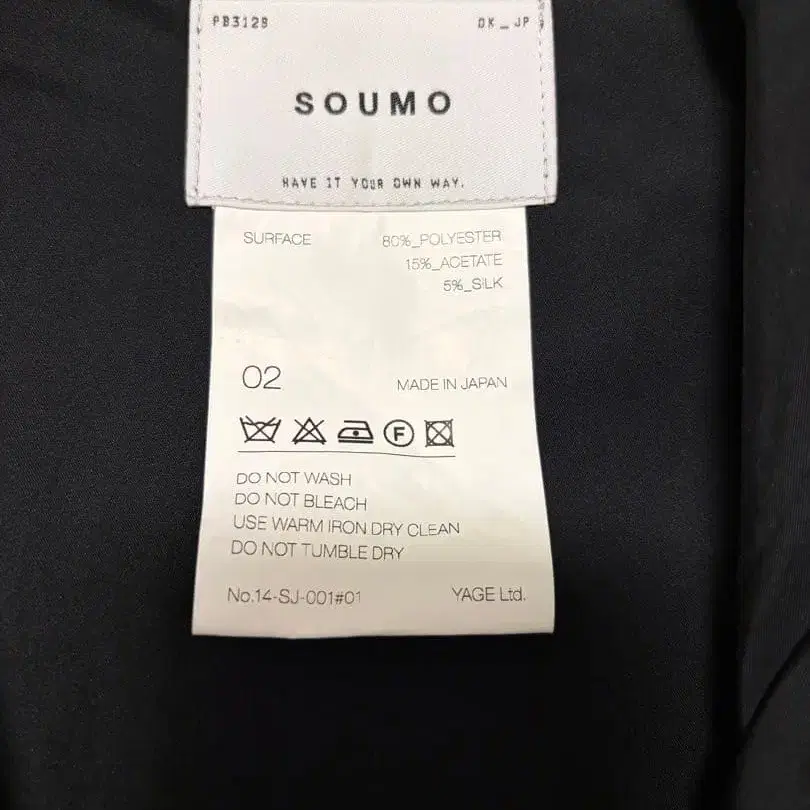 PB3129 OK_JP
SOUMO
HAVE IT YOUR OWN WAY.
SURFACE 80%_POLYESTER
15%_ACETATE
5%_SILK
02 MADE IN JAPAN
F
DO NOT WASH
DO NOT BLEACH
USE WARM IRON DRY CLEAN
DO NOT TUMBLE DRY
No.14-SJ-001#01 YAGE Ltd.